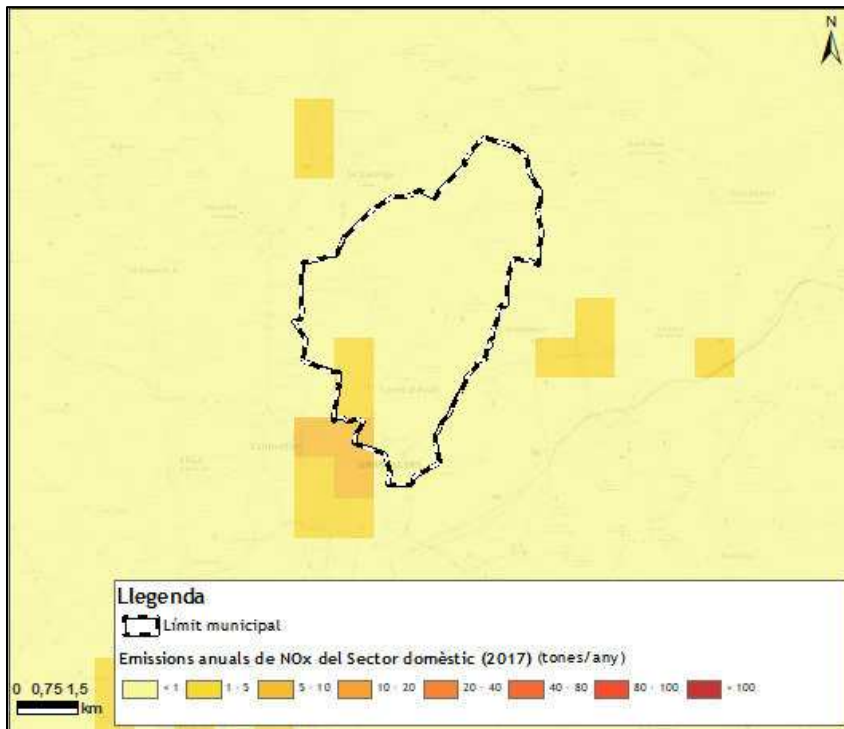 N
Llegenda
Límit municipal
Emissions anuals de NOx del Sector domèstic (2017) (tones/any)
0 0,75 1,5
km
< 1 1 - 5 5 - 10 10 - 20 20 - 40 40 - 80 80 - 100 > 100